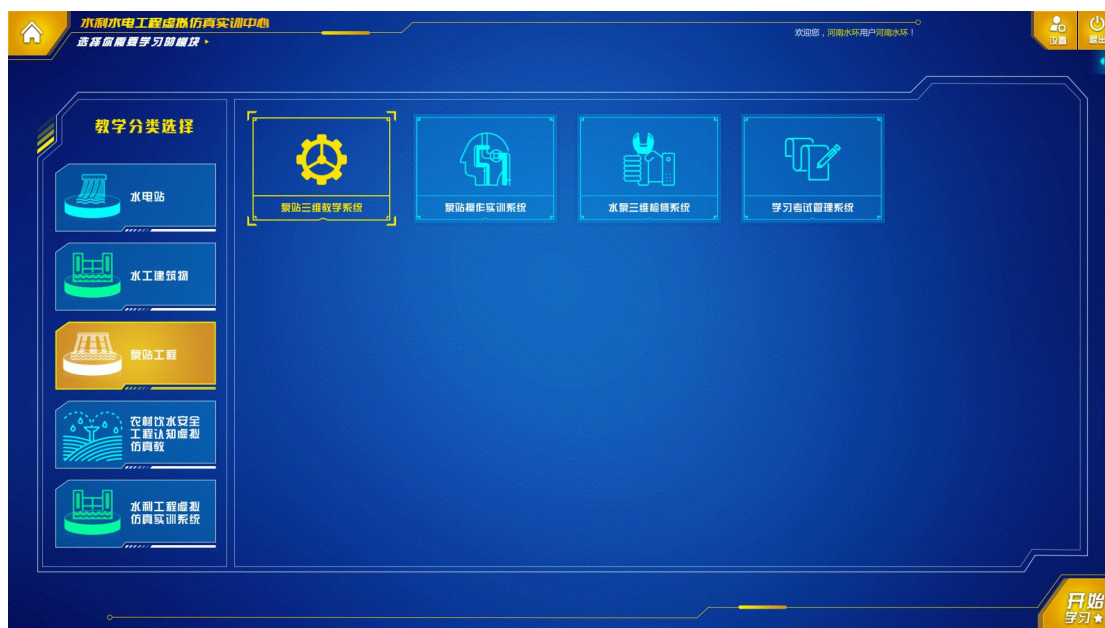 水利水电工程虚拟仿真实训中心
选择你需要学习的模块
欢迎您，河南水环用户河南水环！
设置
退出
教学分类选择
水电站
水工建筑物
泵站工程
农村饮水安全
工程认知虚拟
仿真教
水利工程虚拟
仿真实训系统
泵站三维教学系统
泵站操作实训系统
水泵三维检修系统
学习考试管理系统
开始
学习